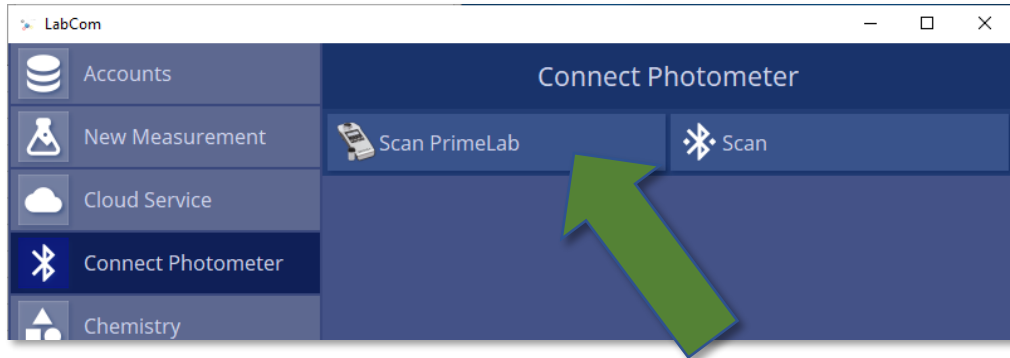 LabCom
Accounts
Connect Photometer
New Measurement
Scan PrimeLab
Scan
Cloud Service
Connect Photometer
Chemistry